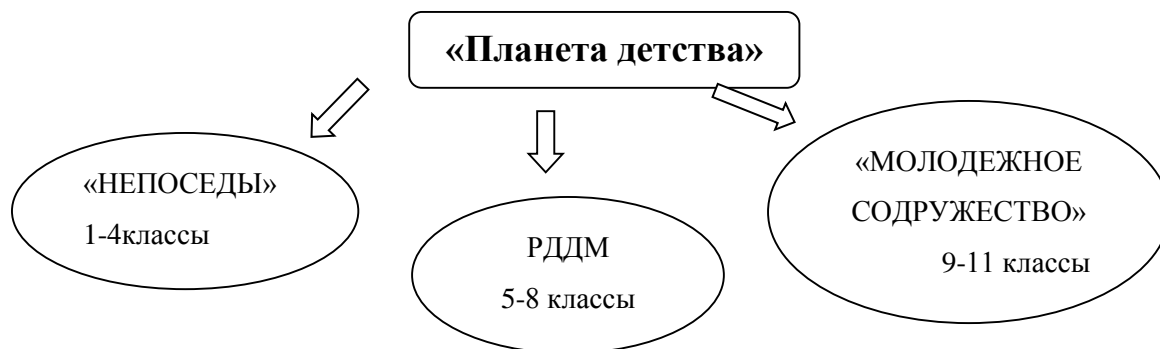 «Планета детства»
«НЕПОСЕДЫ»
1-4классы
РДДМ
5-8 классы
«МОЛОДЕЖНОЕ
СОДРУЖЕСТВО»
9-11 классы